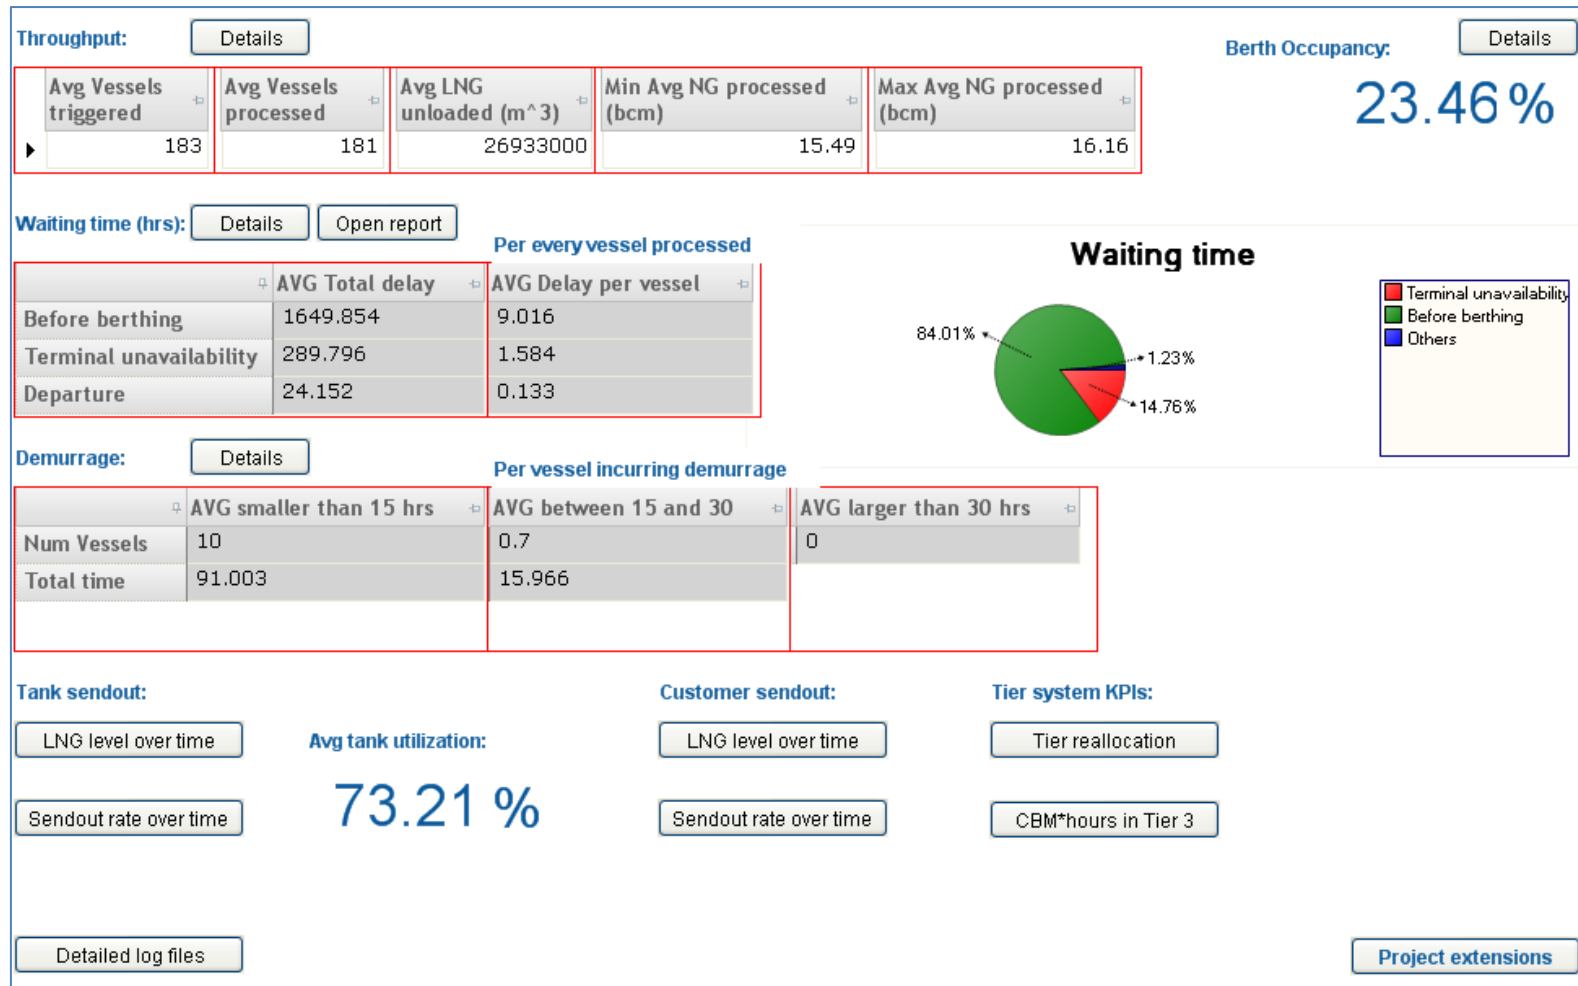 Throughput:
Details
Berth Occupancy:
Details
23.46 %
Avg Vessels triggered
Avg Vessels processed
Avg LNG unloaded (m^3)
Min Avg NG processed (bcm)
Max Avg NG processed (bcm)
183
181
26933000
15.49
16.16
Waiting time (hrs):
Details
Open report
Per every vessel processed
AVG Total delay
AVG Delay per vessel
Before berthing
1649.854
9.016
Terminal unavailability
289.796
1.584
Departure
24.152
0.133
Waiting time
84.01%
1.23%
14.76%
Terminal unavailability
Before berthing
Others
Demurrage:
Details
Per vessel incurring demurrage
AVG smaller than 15 hrs
AVG between 15 and 30
AVG larger than 30 hrs
Num Vessels
10
0.7
0
Total time
91.003
15.966
Tank sendout:
Customer sendout:
Tier system KPIs:
LNG level over time
Avg tank utilization:
LNG level over time
Tier reallocation
73.21 %
Sendout rate over time
Sendout rate over time
CBM*hours in Tier 3
Detailed log files
Project extensions